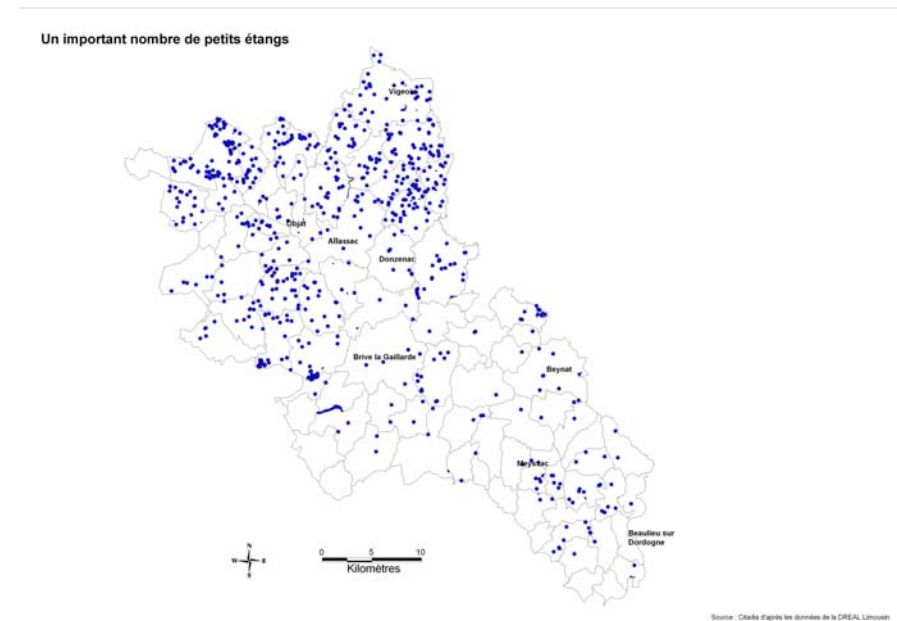 Un important nombre de petits étangs
Vigeois
Objat
Allassac
Donzenac
Brive la Gaillarde
Beynat
Meyssac
Beaulieu sur
Dordogne
N
W E
S
0 5 10
Kilomètres
Source : Citadia d'après les données de la DREAL Limousin